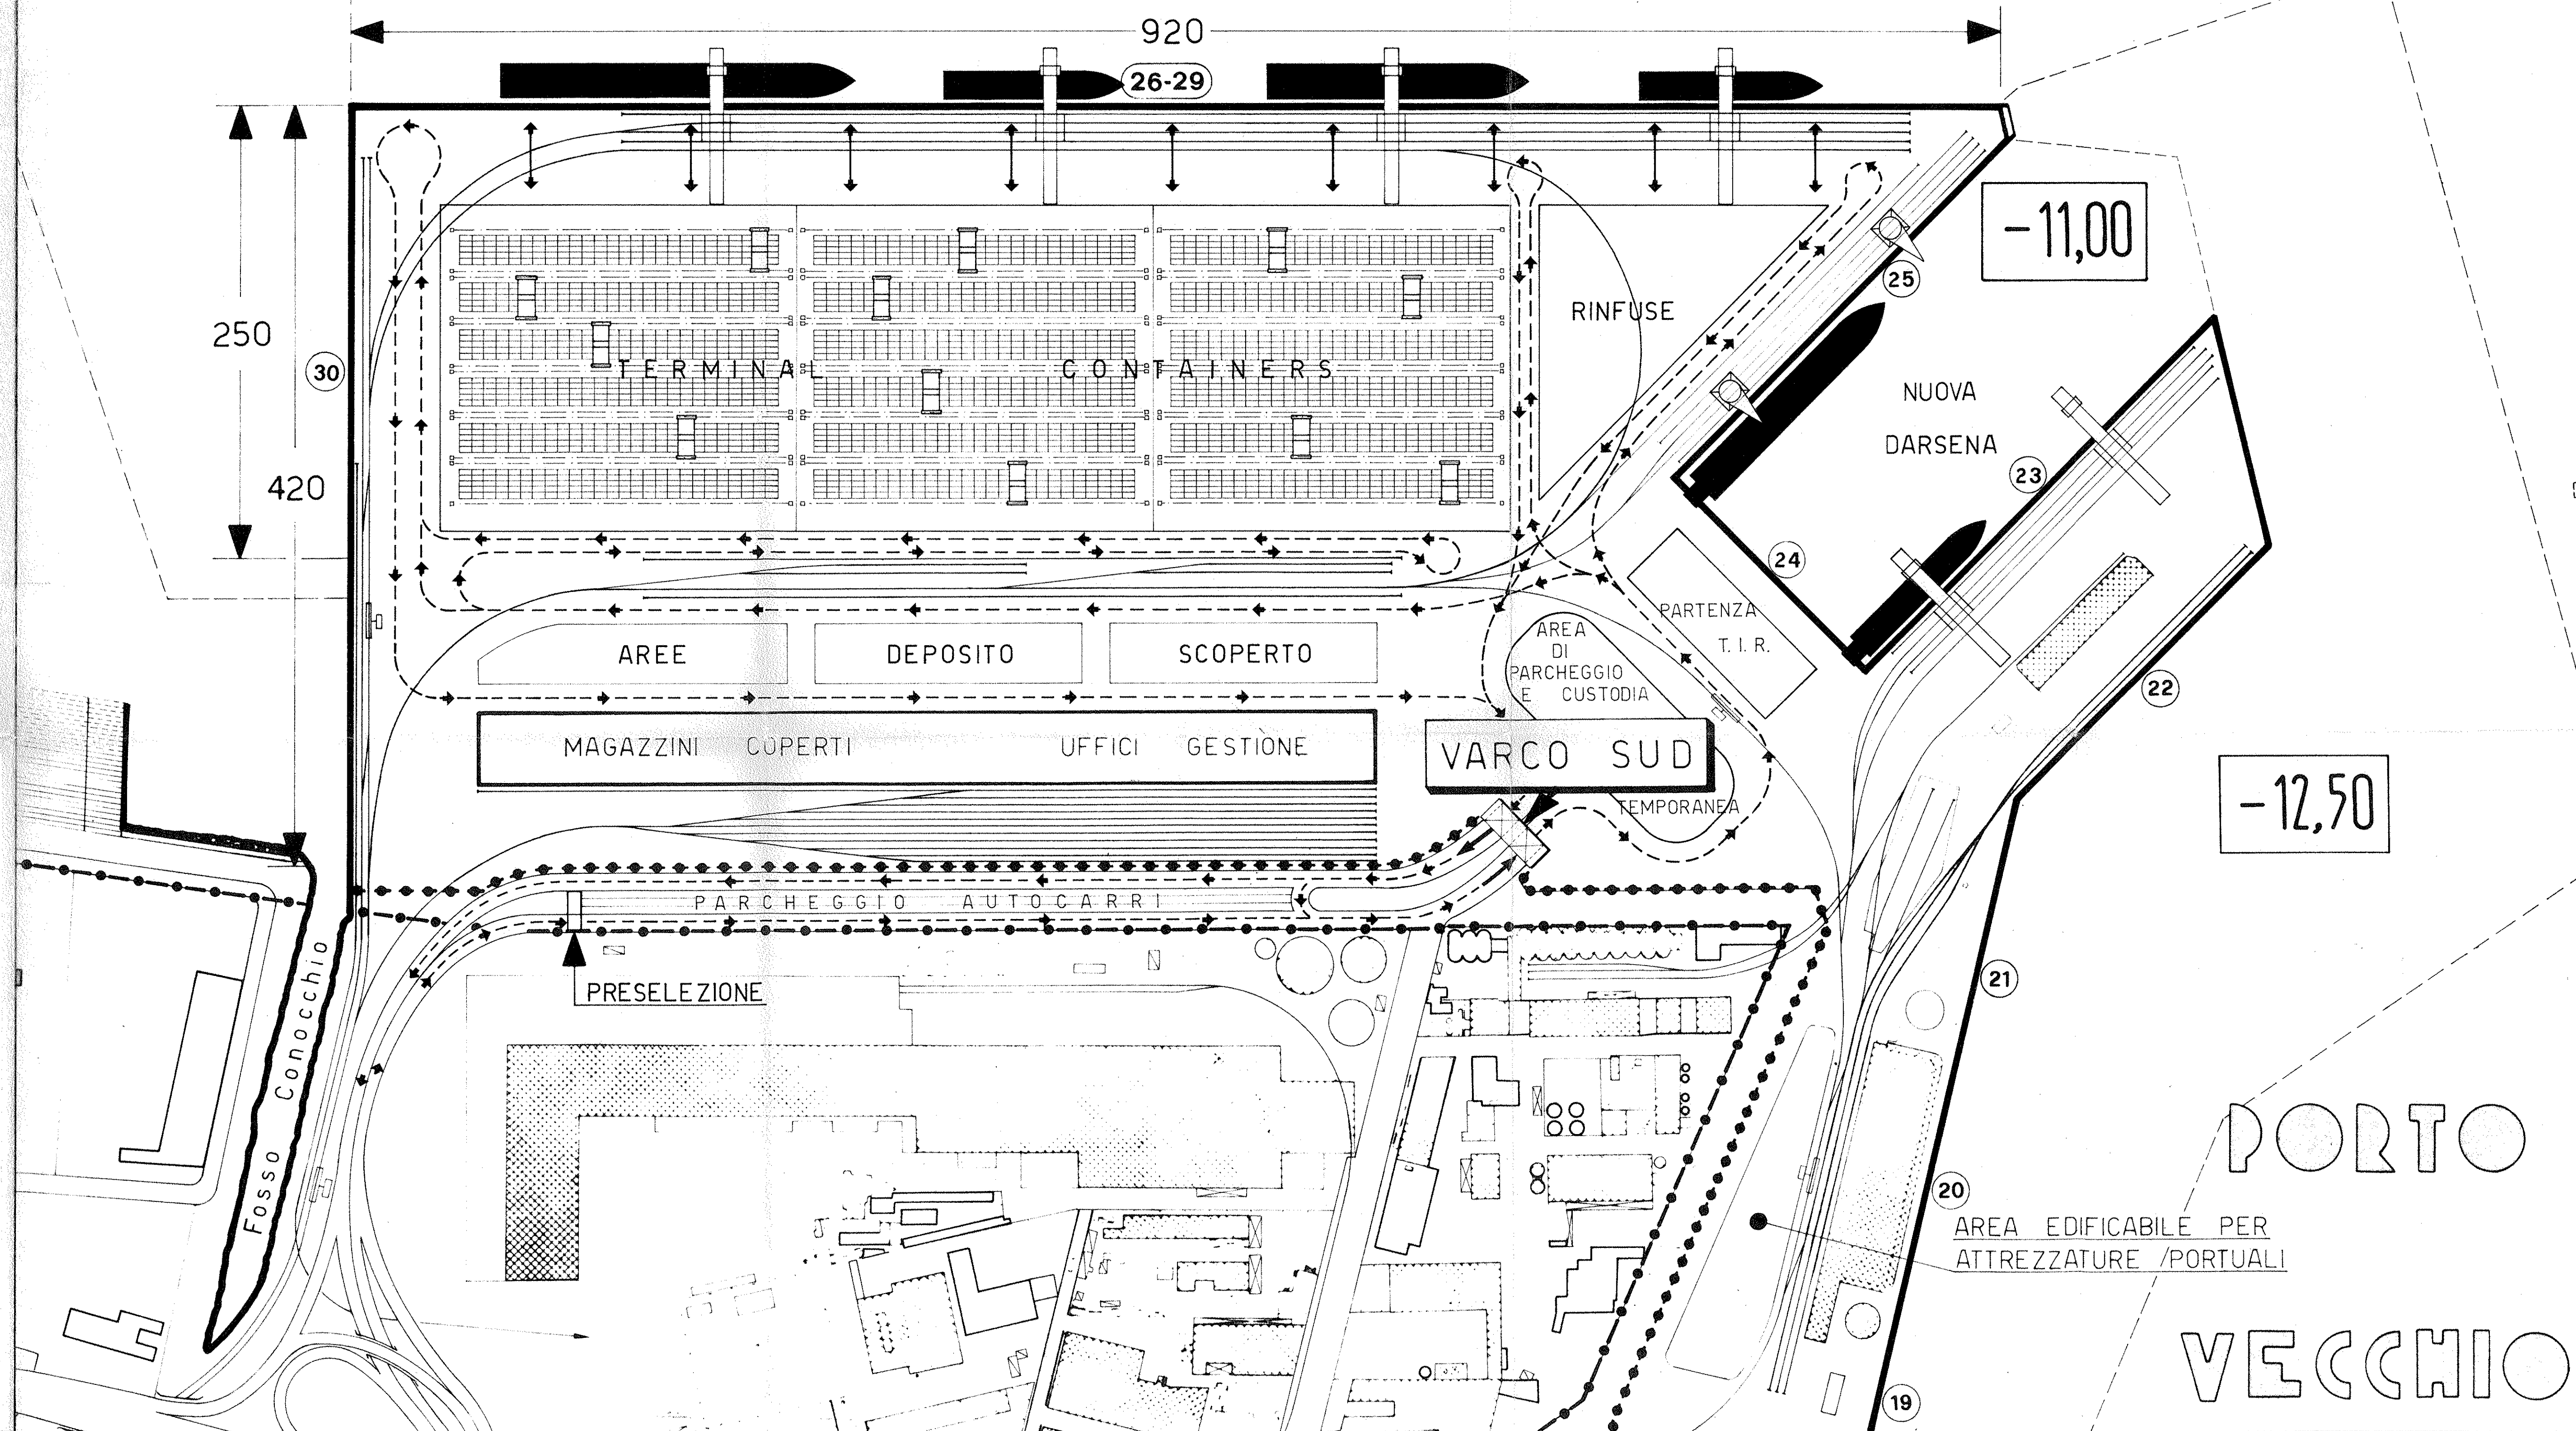 920
26-29
-11,00
25
RINFUSE
250
30
TERMINAL CONTAINERS
NUOVA
DARSENA
23
420
24
PARTENZA
T.I.R.
AREE DEPOSITO SCOPERTO
AREA
DI
PARCHEGGIO
E CUSTODIA
TEMPORANEA
22
MAGAZZINI COPERTI UFFICI GESTIONE
VARCO SUD
-12,50
PARCHEGGIO AUTOCARRI
PRESELEZIONE
21
Fosso Conocchio
PORTO
VECCHIO
20
AREA EDIFICABILE PER
ATTREZZATURE /PORTUALI
19